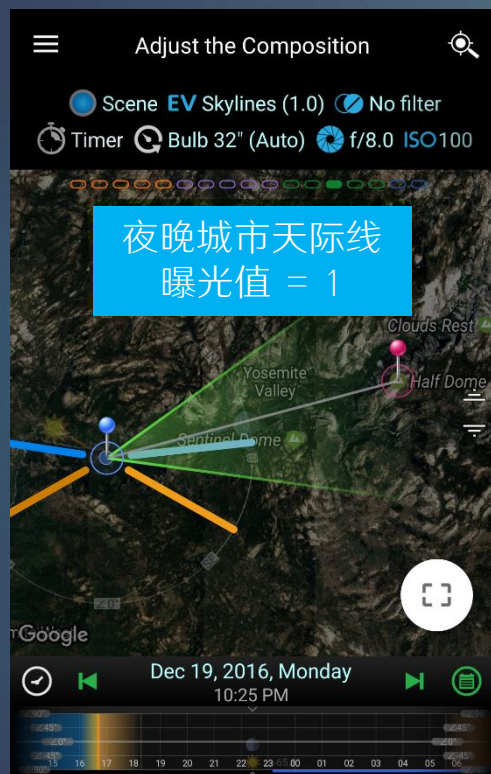 Adjust the Composition
Scene EV Skylines (1.0) No filter
Timer Bulb 32" (Auto) f/8.0 ISO100
夜晚城市天际线
曝光值 = 1
Clouds Rest
Yosemite
Valley
Half Dome
Sentinel Dome
Google
Dec 19, 2016, Monday
10:25 PM
15 16 17 18 19 20 21 22 23 00 01 02 03 04 05 06